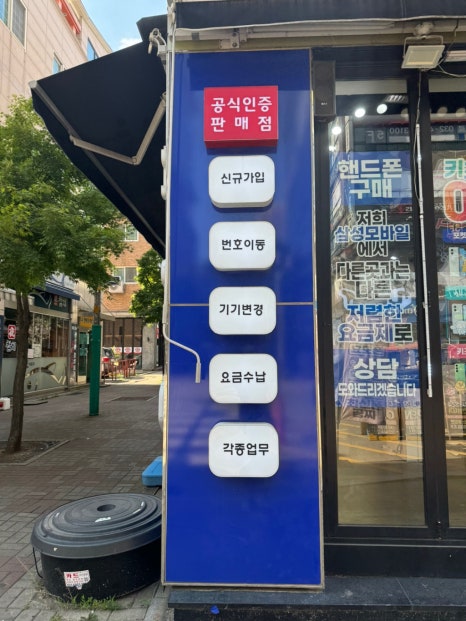 공식인증
판매점
신규가입
번호이동
기기변경
요금수납
각종업무
핸드폰
구매
저희
삼성모바일
에서
다른곳과는
다른
저렴한
요금제로
상담
도와드리겠습니다
카드